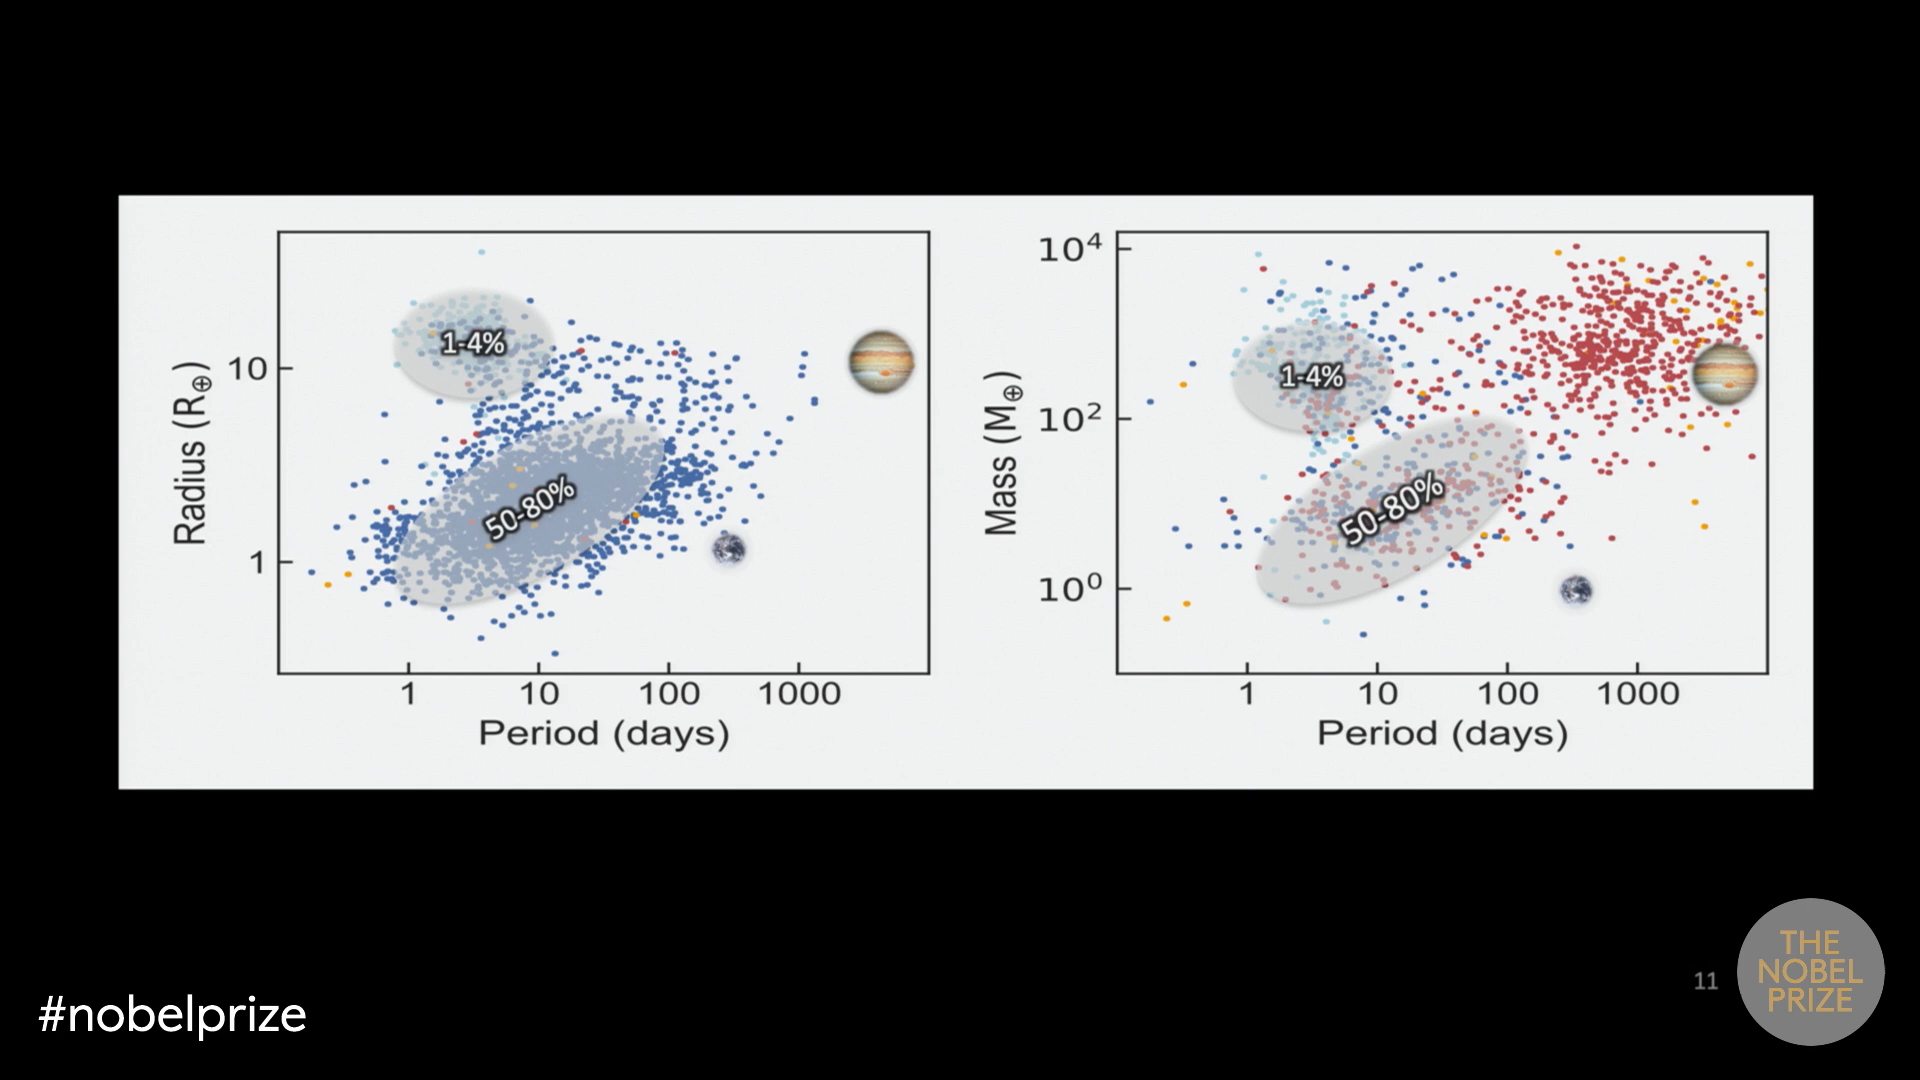 Radius (R⊕)
10
1
1-4%
50-80%
1
10
100
1000
Period (days)
Mass (M⊕)
10⁴
10²
10⁰
1-4%
50-80%
1
10
100
1000
Period (days)
#nobelprize
11
THE
NOBEL
PRIZE